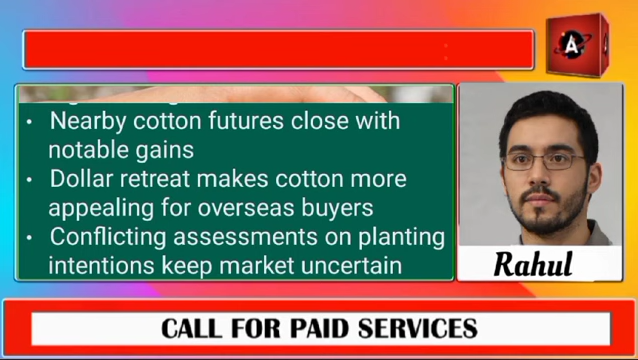 A
• Nearby cotton futures close with
notable gains
• Dollar retreat makes cotton more
appealing for overseas buyers
• Conflicting assessments on planting
intentions keep market uncertain
Rahul
CALL FOR PAID SERVICES